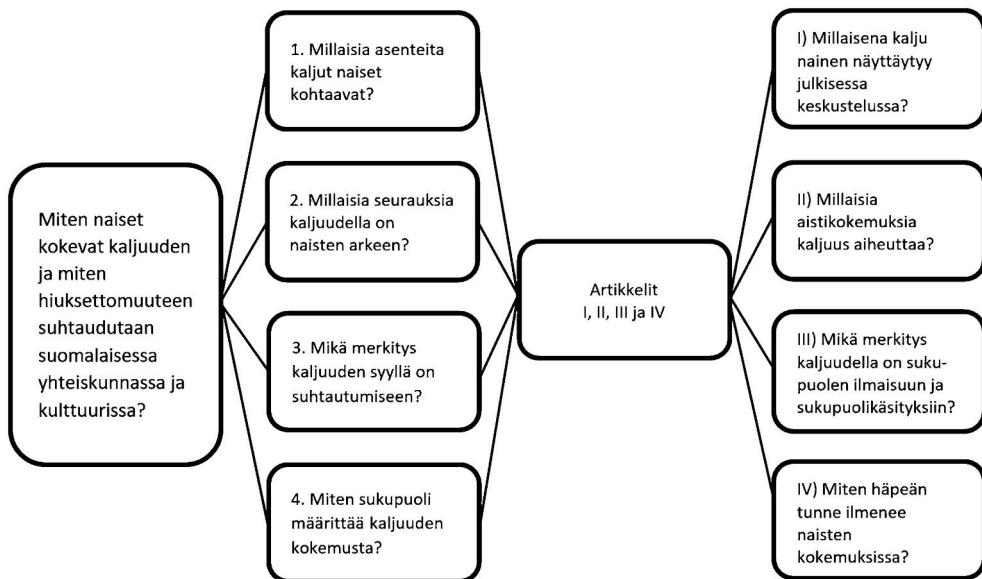 Miten naiset
kokevat kaljuuden
ja miten
hiuksettomuuteen
suhtaudutaan
suomalaisessa
yhteiskunnassa ja
kulttuurissa?
1. Millaisia asenteita
kaljut naiset
kohtaavat?
2. Millaisia seurauksia
kaljuudella on
naisten arkeen?
3. Mikä merkitys
kaljuuden syyllä on
suhtautumiseen?
4. Miten sukupuoli
määrittää kaljuuden
kokemusta?
Artikkelit
I, II, III ja IV
I) Millaisena kalju
nainen näyttäytyy
julkisessa
keskustelussa?
II) Millaisia
aistikokemuksia
kaljuus aiheuttaa?
III) Mikä merkitys
kaljuudella on suku-
puolen ilmaisuun ja
sukupuolikäsityksiin?
IV) Miten häpeän
tunne ilmenee
naisten
kokemuksissa?